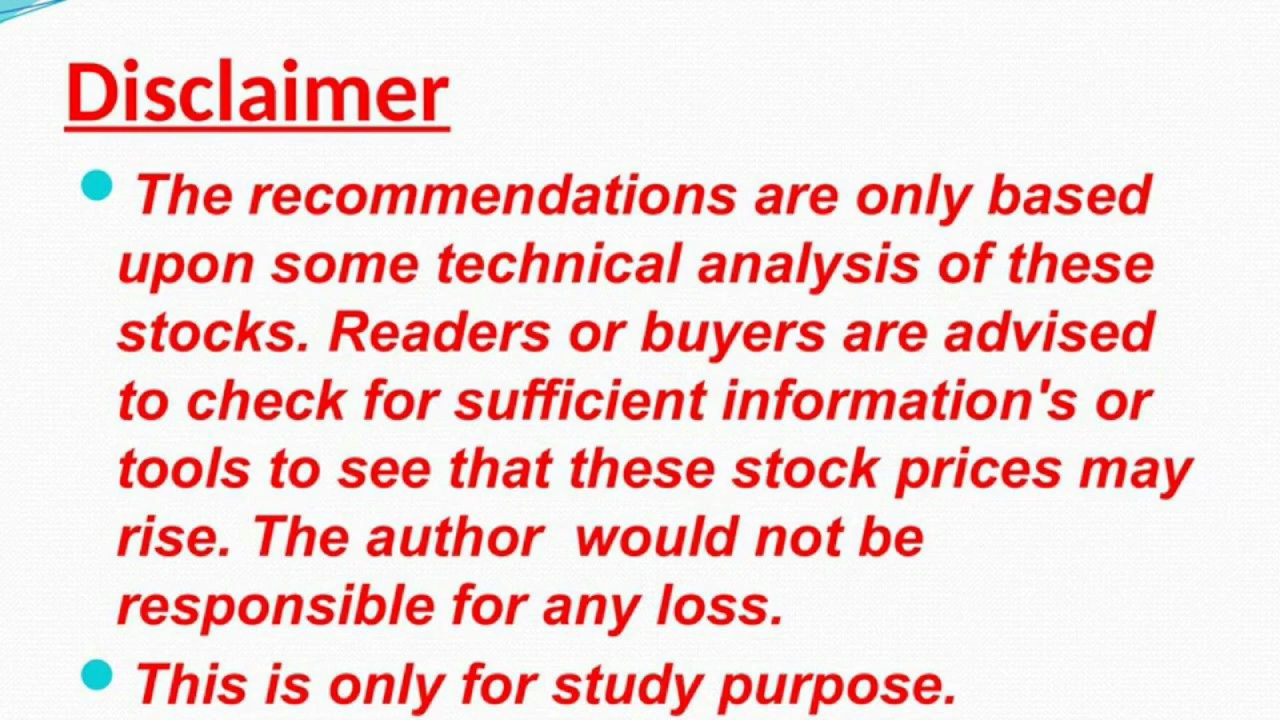 Disclaimer
The recommendations are only based
upon some technical analysis of these
stocks. Readers or buyers are advised
to check for sufficient information's or
tools to see that these stock prices may
rise. The author  would not be
responsible for any loss.
This is only for study purpose.